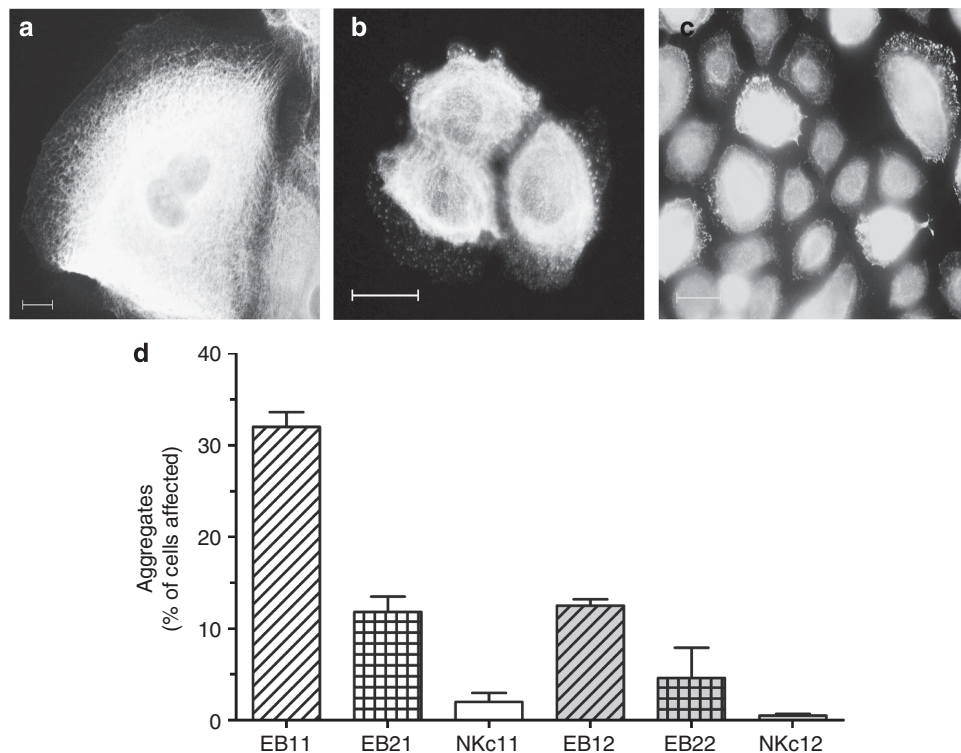 a
b
c
d
40
30
20
10
0
Aggregates
(% of cells affected)
EB11 EB21 NKc11 EB12 EB22 NKc12